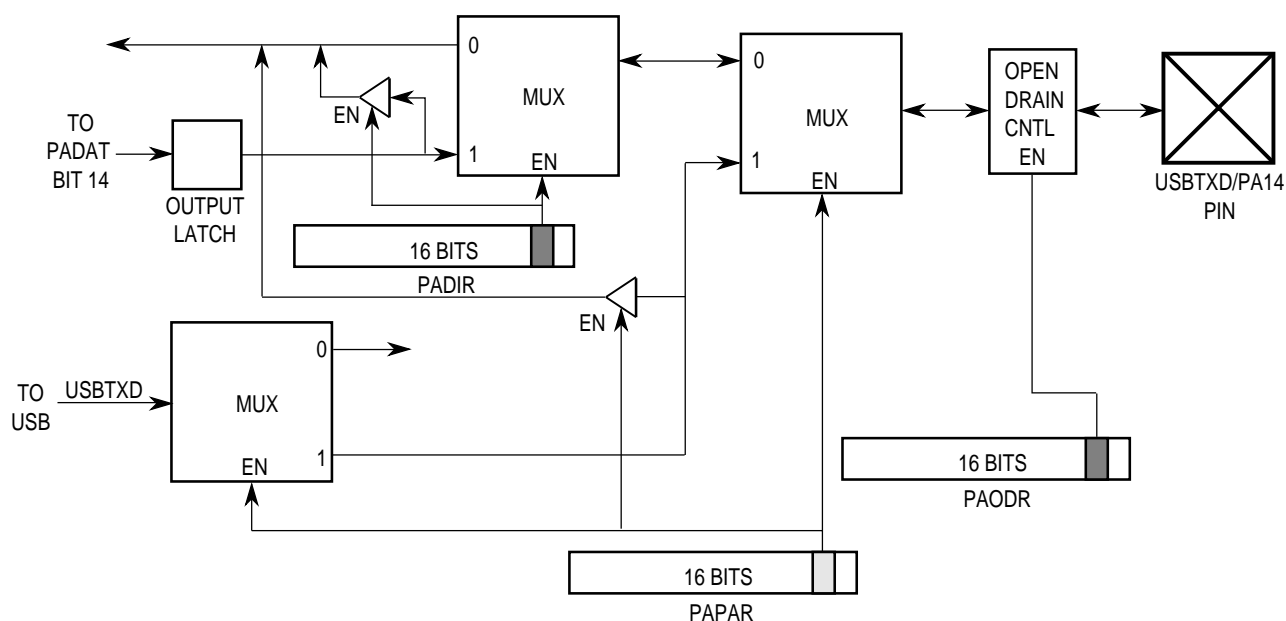 0
MUX
1
EN
EN
TO
PADAT
BIT 14
OUTPUT
LATCH
16 BITS
PADIR
0
MUX
1
EN
OPEN
DRAIN
CNTL
EN
USBTXD/PA14
PIN
EN
TO
USB
USBTXD
0
MUX
1
EN
16 BITS
PAODR
16 BITS
PAPAR